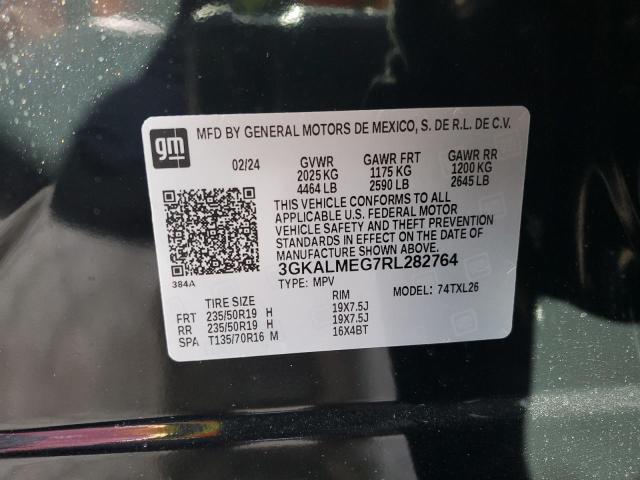 gm
MFD BY GENERAL MOTORS DE MEXICO, S. DE R.L. DE C.V.
02/24 GVWR GAWR FRT GAWR RR
2025 KG 1175 KG 1200 KG
4464 LB 2590 LB 2645 LB
THIS VEHICLE CONFORMS TO ALL
APPLICABLE U.S. FEDERAL MOTOR
VEHICLE SAFETY AND THEFT PREVENTION
STANDARDS IN EFFECT ON THE DATE OF
MANUFACTURE SHOWN ABOVE.
3GKALMEG7RL282764
384A TYPE: MPV MODEL: 74TXL26
TIRE SIZE RIM
FRT 235/50R19 H 19X7.5J
RR 235/50R19 H 19X7.5J
SPA T135/70R16 M 16X4BT